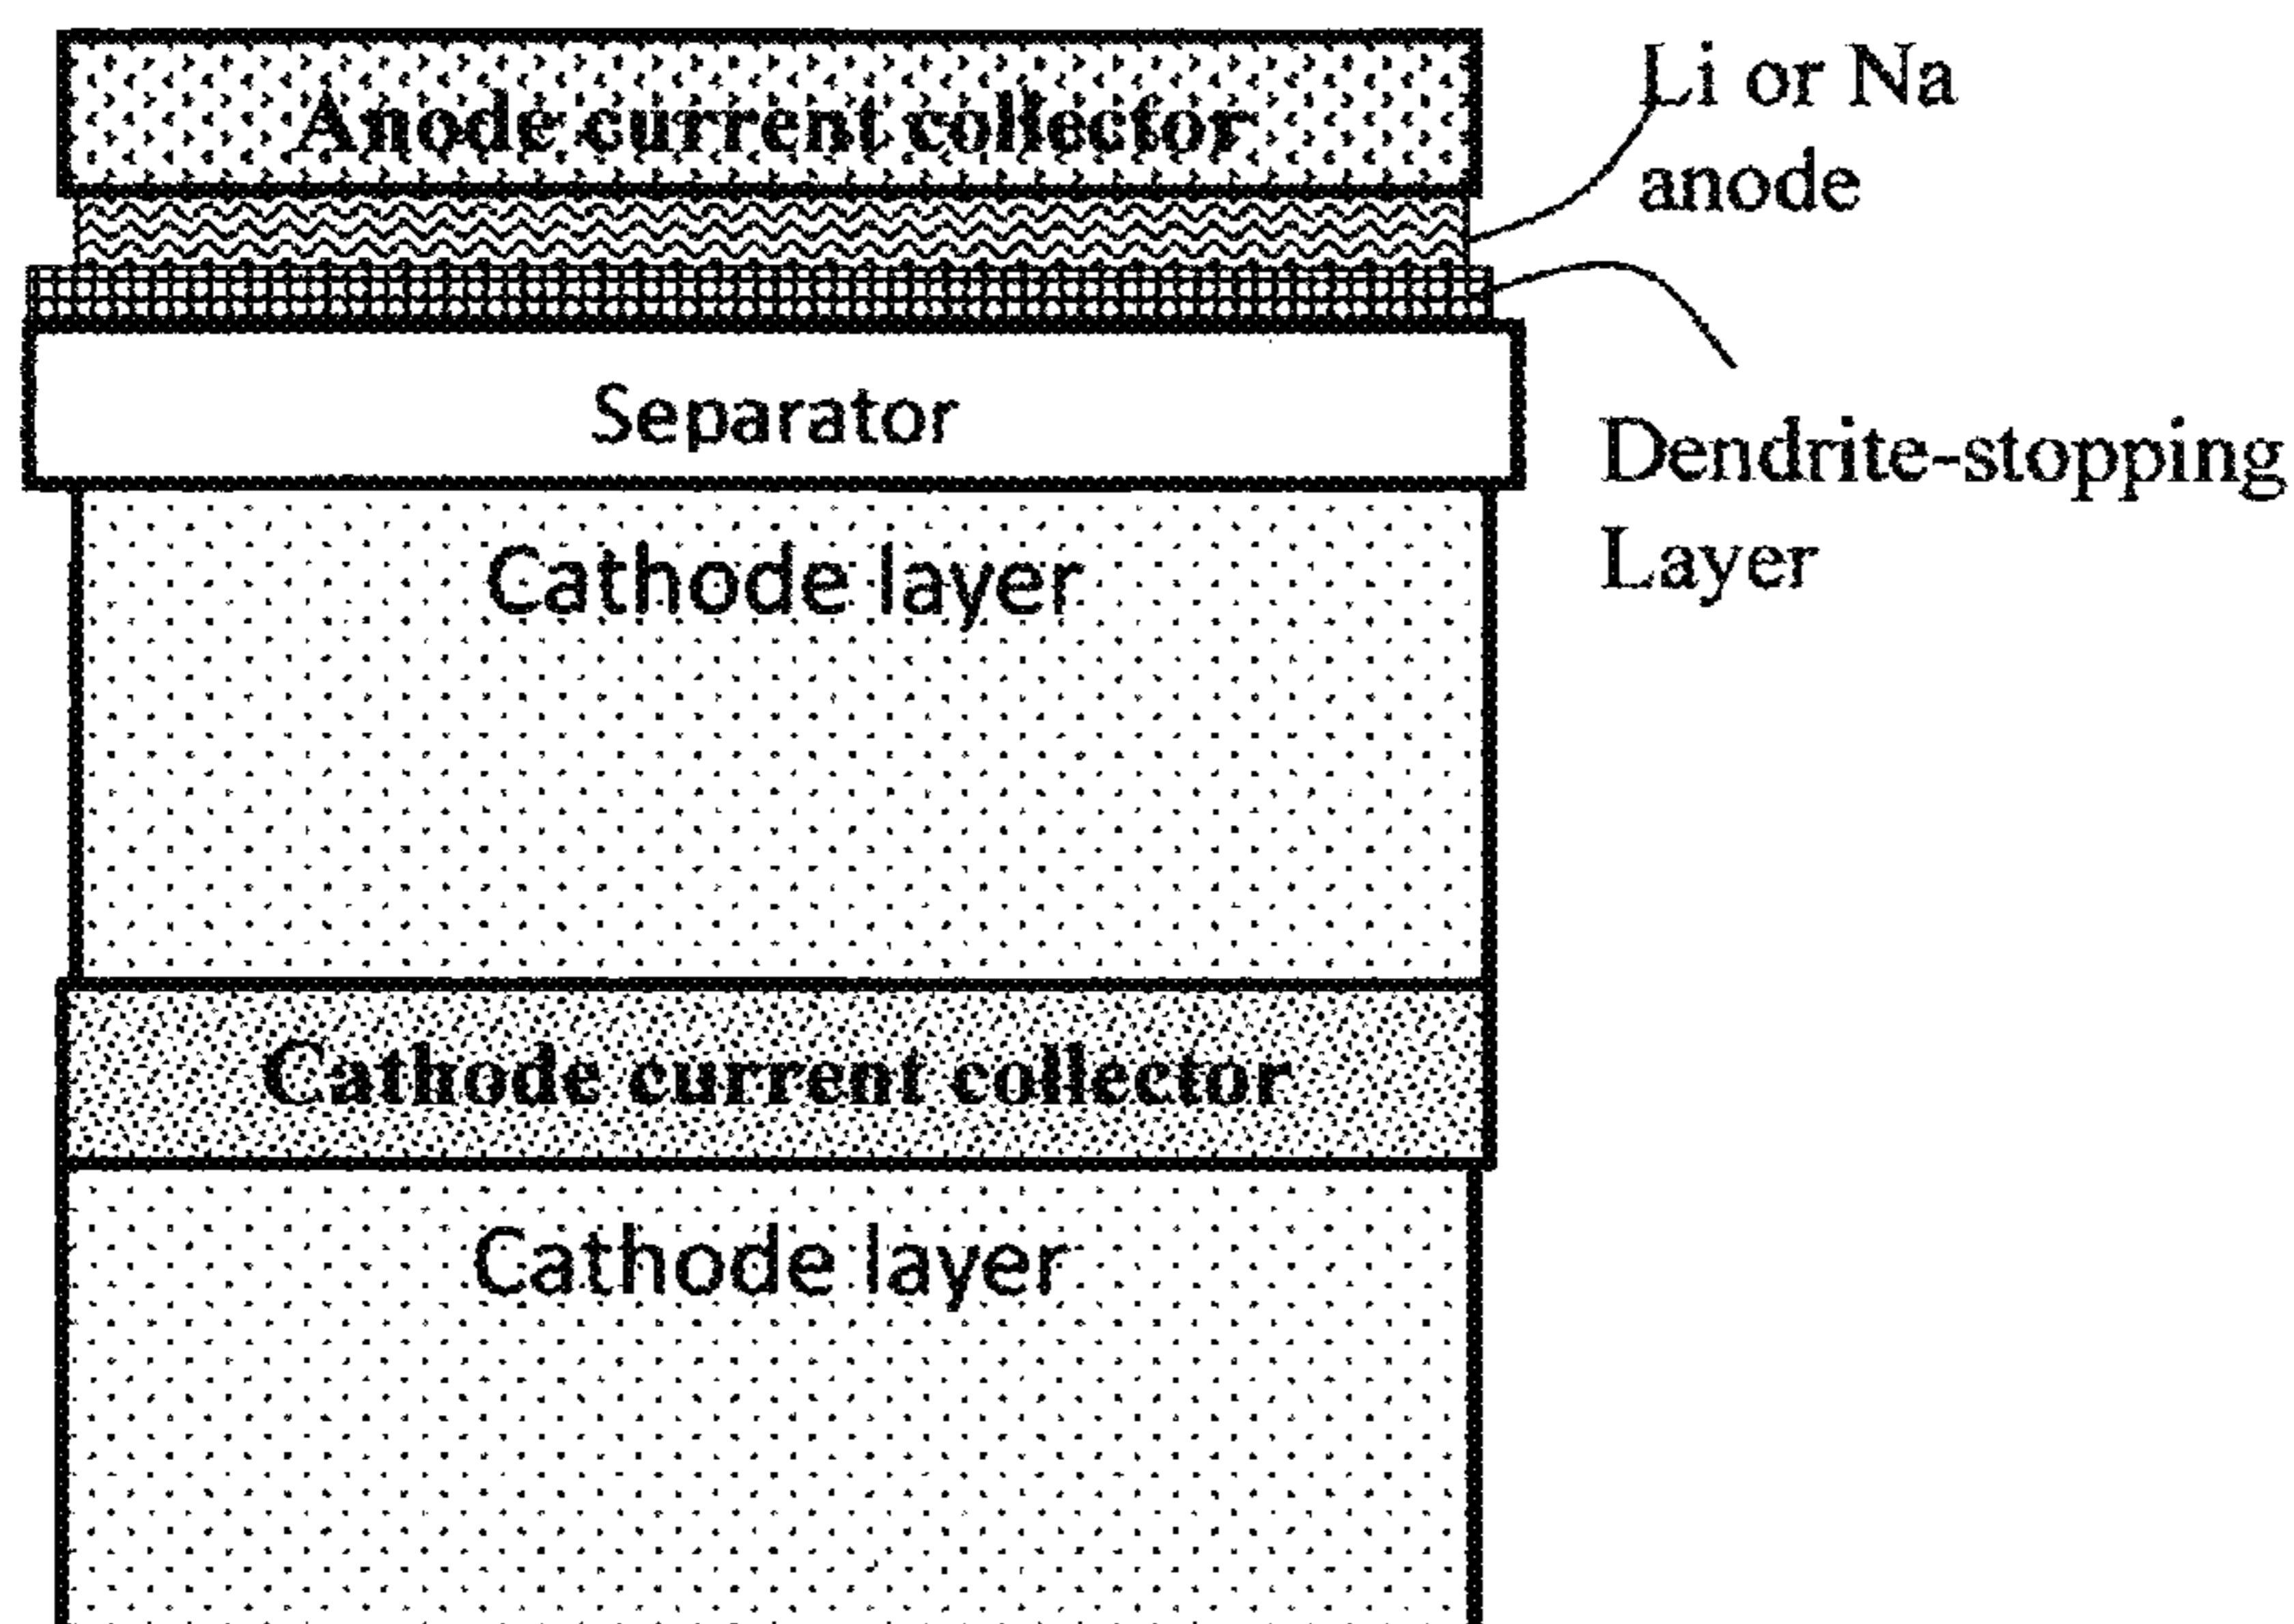 Anode current collector
Li or Na
anode
Separator
Dendrite-stopping
Layer
Cathode layer
Cathode current collector
Cathode layer